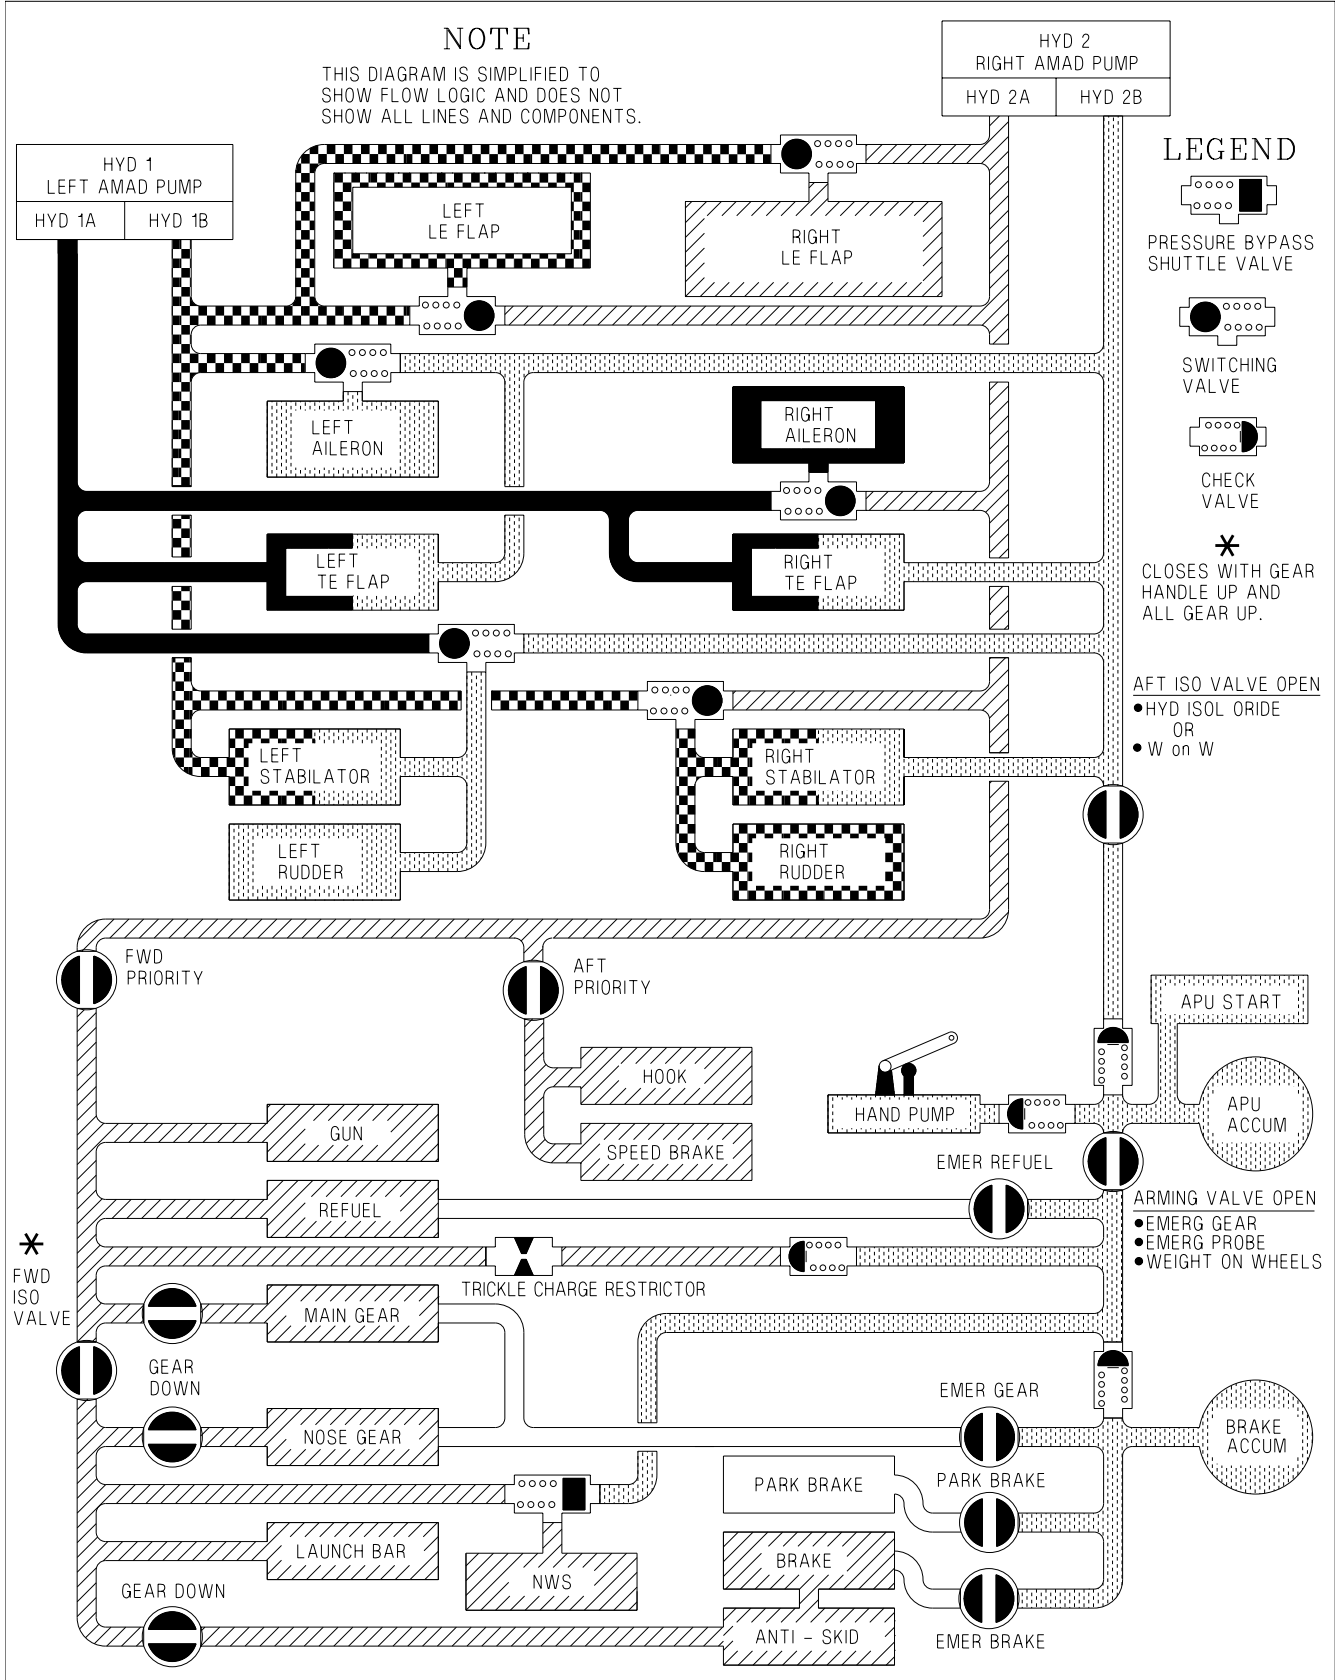 NOTE
THIS DIAGRAM IS SIMPLIFIED TO
SHOW FLOW LOGIC AND DOES NOT
SHOW ALL LINES AND COMPONENTS.
HYD 2
RIGHT AMAD PUMP
HYD 2A
HYD 2B
HYD 1
LEFT AMAD PUMP
HYD 1A
HYD 1B
LEGEND
PRESSURE BYPASS
SHUTTLE VALVE
SWITCHING
VALVE
CHECK
VALVE
*
CLOSES WITH GEAR
HANDLE UP AND
ALL GEAR UP.
LEFT
LE FLAP
RIGHT
LE FLAP
LEFT
AILERON
RIGHT
AILERON
LEFT
TE FLAP
RIGHT
TE FLAP
AFT ISO VALVE OPEN
●HYD ISOL ORIDE
OR
● W on W
LEFT
STABILATOR
RIGHT
STABILATOR
LEFT
RUDDER
RIGHT
RUDDER
FWD
PRIORITY
AFT
PRIORITY
APU START
HOOK
HAND PUMP
APU
ACCUM
GUN
SPEED BRAKE
EMER REFUEL
REFUEL
ARMING VALVE OPEN
●EMERG GEAR
●EMERG PROBE
●WEIGHT ON WHEELS
*
FWD
ISO
VALVE
TRICKLE CHARGE RESTRICTOR
MAIN GEAR
GEAR
DOWN
EMER GEAR
NOSE GEAR
BRAKE
ACCUM
PARK BRAKE
PARK BRAKE
LAUNCH BAR
NWS
BRAKE
GEAR DOWN
ANTI - SKID
EMER BRAKE